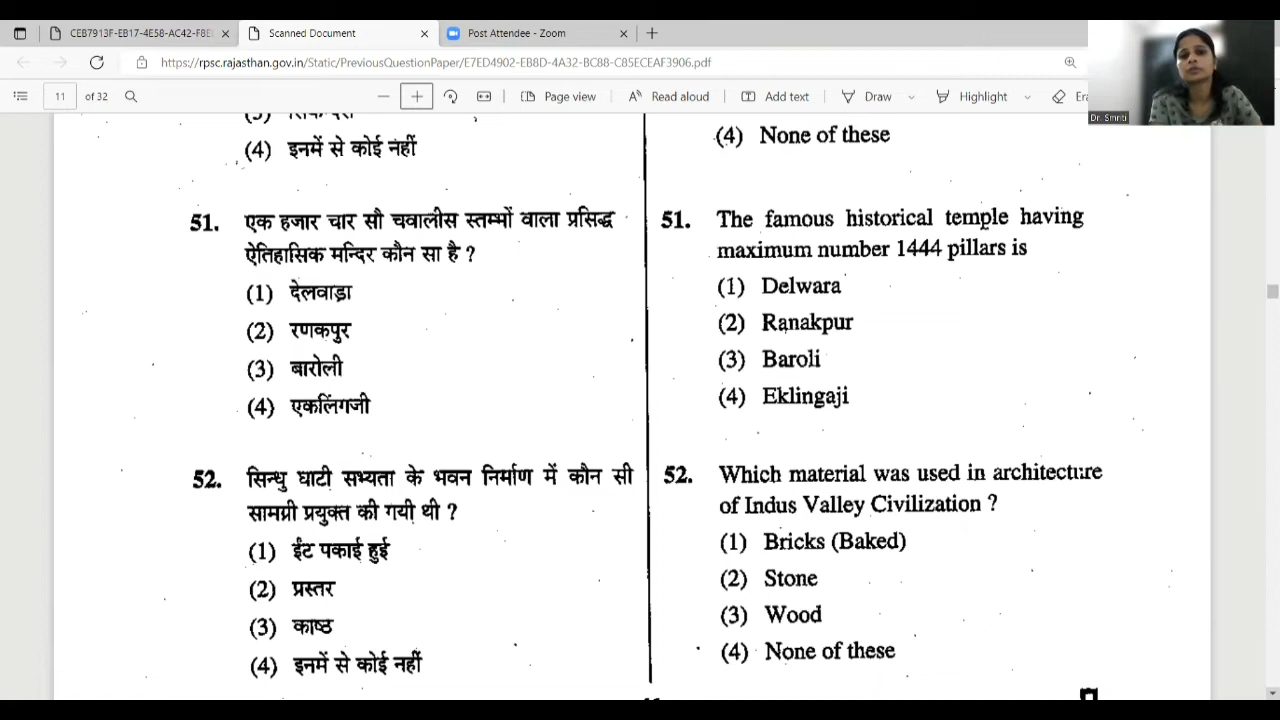 CEB7913F-EB17-4E58-AC42-F8E
Scanned Document
Post Attendee - Zoom
https://rpsc.rajasthan.gov.in/Static/PreviousQuestionPaper/E7ED4902-EB8D-4A32-BC88-C85ECEAF3906.pdf
11 of 32
Page view
Read aloud
Add text
Draw
Highlight
Dr. Smriti
(4) इनमें से कोई नहीं
51. एक हजार चार सौ चवालीस स्तम्भों वाला प्रसिद्ध
ऐतिहासिक मन्दिर कौन सा है ?
(1) देलवाड़ा
(2) रणकपुर
(3) बारोली
(4) एकलिंगजी
52. सिन्धु घाटी सभ्यता के भवन निर्माण में कौन सी
सामग्री प्रयुक्त की गयी थी ?
(1) ईंट पकाई हुई
(2) प्रस्तर
(3) काष्ठ
(4) इनमें से कोई नहीं
(4) None of these
51. The famous historical temple having
maximum number 1444 pillars is
(1) Delwara
(2) Ranakpur
(3) Baroli
(4) Eklingaji
52. Which material was used in architecture
of Indus Valley Civilization ?
(1) Bricks (Baked)
(2) Stone
(3) Wood
(4) None of these